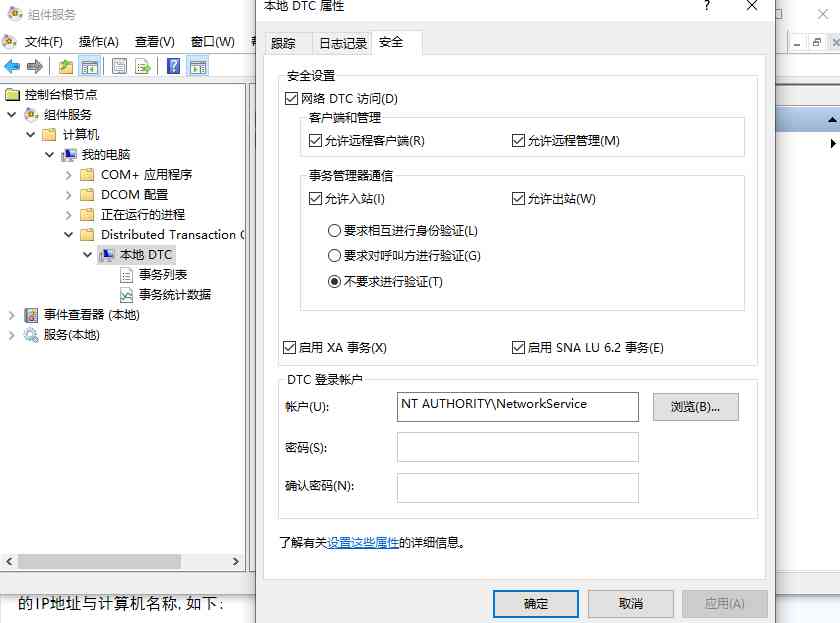 组件服务
文件(F) 操作(A) 查看(V) 窗口(W)
控制台根节点
组件服务
计算机
我的电脑
COM+ 应用程序
DCOM 配置
正在运行的进程
Distributed Transaction
本地 DTC
事务列表
事务统计数据
事件查看器 (本地)
服务(本地)
的IP地址与计算机名称, 如下:
本地 DTC 属性
?
跟踪 日志记录 安全
安全设置
网络 DTC 访问(D)
客户端和管理
允许远程客户端(R) 允许远程管理(M)
事务管理器通信
允许入站(I) 允许出站(W)
要求相互进行身份验证(L)
要求对呼叫方进行验证(G)
不要求进行验证(T)
启用 XA 事务(X) 启用 SNA LU 6.2 事务(E)
DTC 登录帐户
帐户(U): NT AUTHORITY\NetworkService 浏览(B)...
密码(S):
确认密码(N):
了解有关设置这些属性的详细信息。
确定 取消 应用(A)